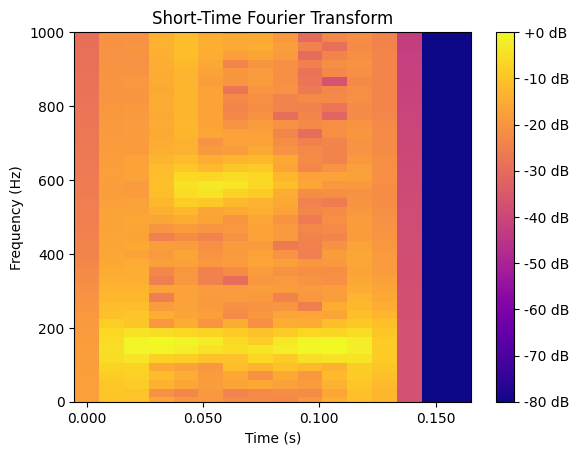 Short-Time Fourier Transform
Frequency (Hz)
1000
800
600
400
200
0
0.000
0.050
0.100
0.150
Time (s)
+0 dB
-10 dB
-20 dB
-30 dB
-40 dB
-50 dB
-60 dB
-70 dB
-80 dB